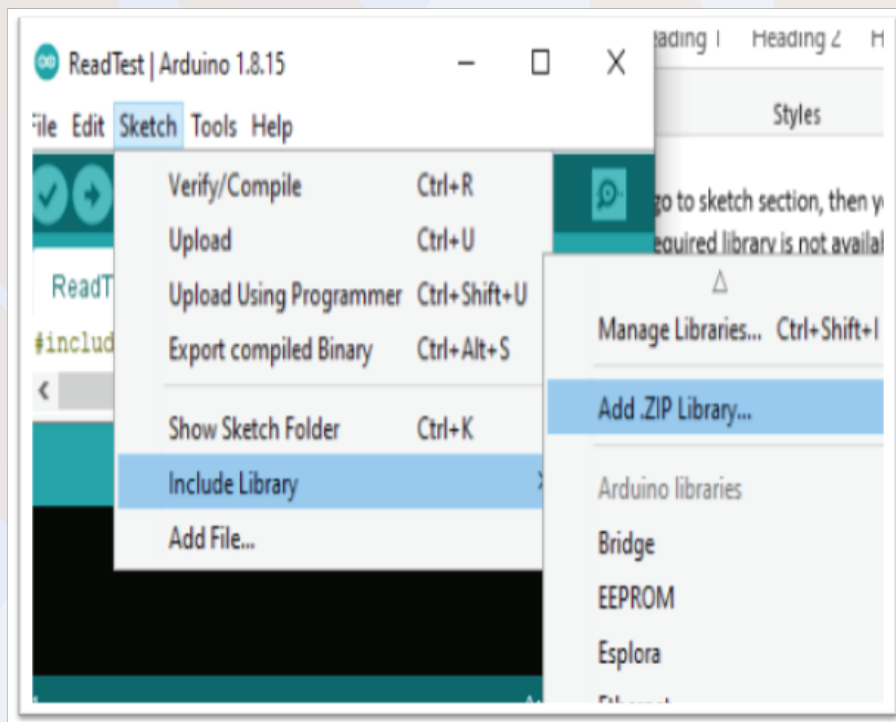 ReadTest | Arduino 1.8.15
File Edit Sketch Tools Help
Verify/Compile Ctrl+R
Upload Ctrl+U
Upload Using Programmer Ctrl+Shift+U
Export compiled Binary Ctrl+Alt+S
Show Sketch Folder Ctrl+K
Include Library
Add File...
ReadT
#includ
Manage Libraries... Ctrl+Shift+I
Add .ZIP Library...
Arduino libraries
Bridge
EEPROM
Esplora
eading 1 Heading 2 H
Styles
go to sketch section, then y
equired library is not availal